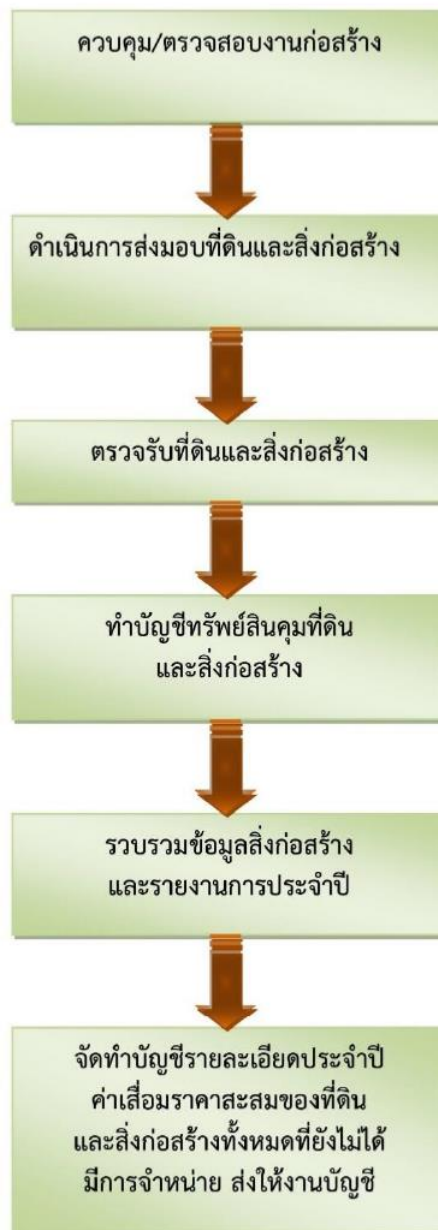 ควบคุม/ตรวจสอบงานก่อสร้าง
ดำเนินการส่งมอบที่ดินและสิ่งก่อสร้าง
ตรวจรับที่ดินและสิ่งก่อสร้าง
ทำบัญชีทรัพย์สินคุมที่ดิน
และสิ่งก่อสร้าง
รวบรวมข้อมูลสิ่งก่อสร้าง
และรายงานการประจำปี
จัดทำบัญชีรายละเอียดประจำปี
ค่าเสื่อมราคาสะสมของที่ดิน
และสิ่งก่อสร้างทั้งหมดที่ยังไม่ได้
มีการจำหน่าย ส่งให้งานบัญชี